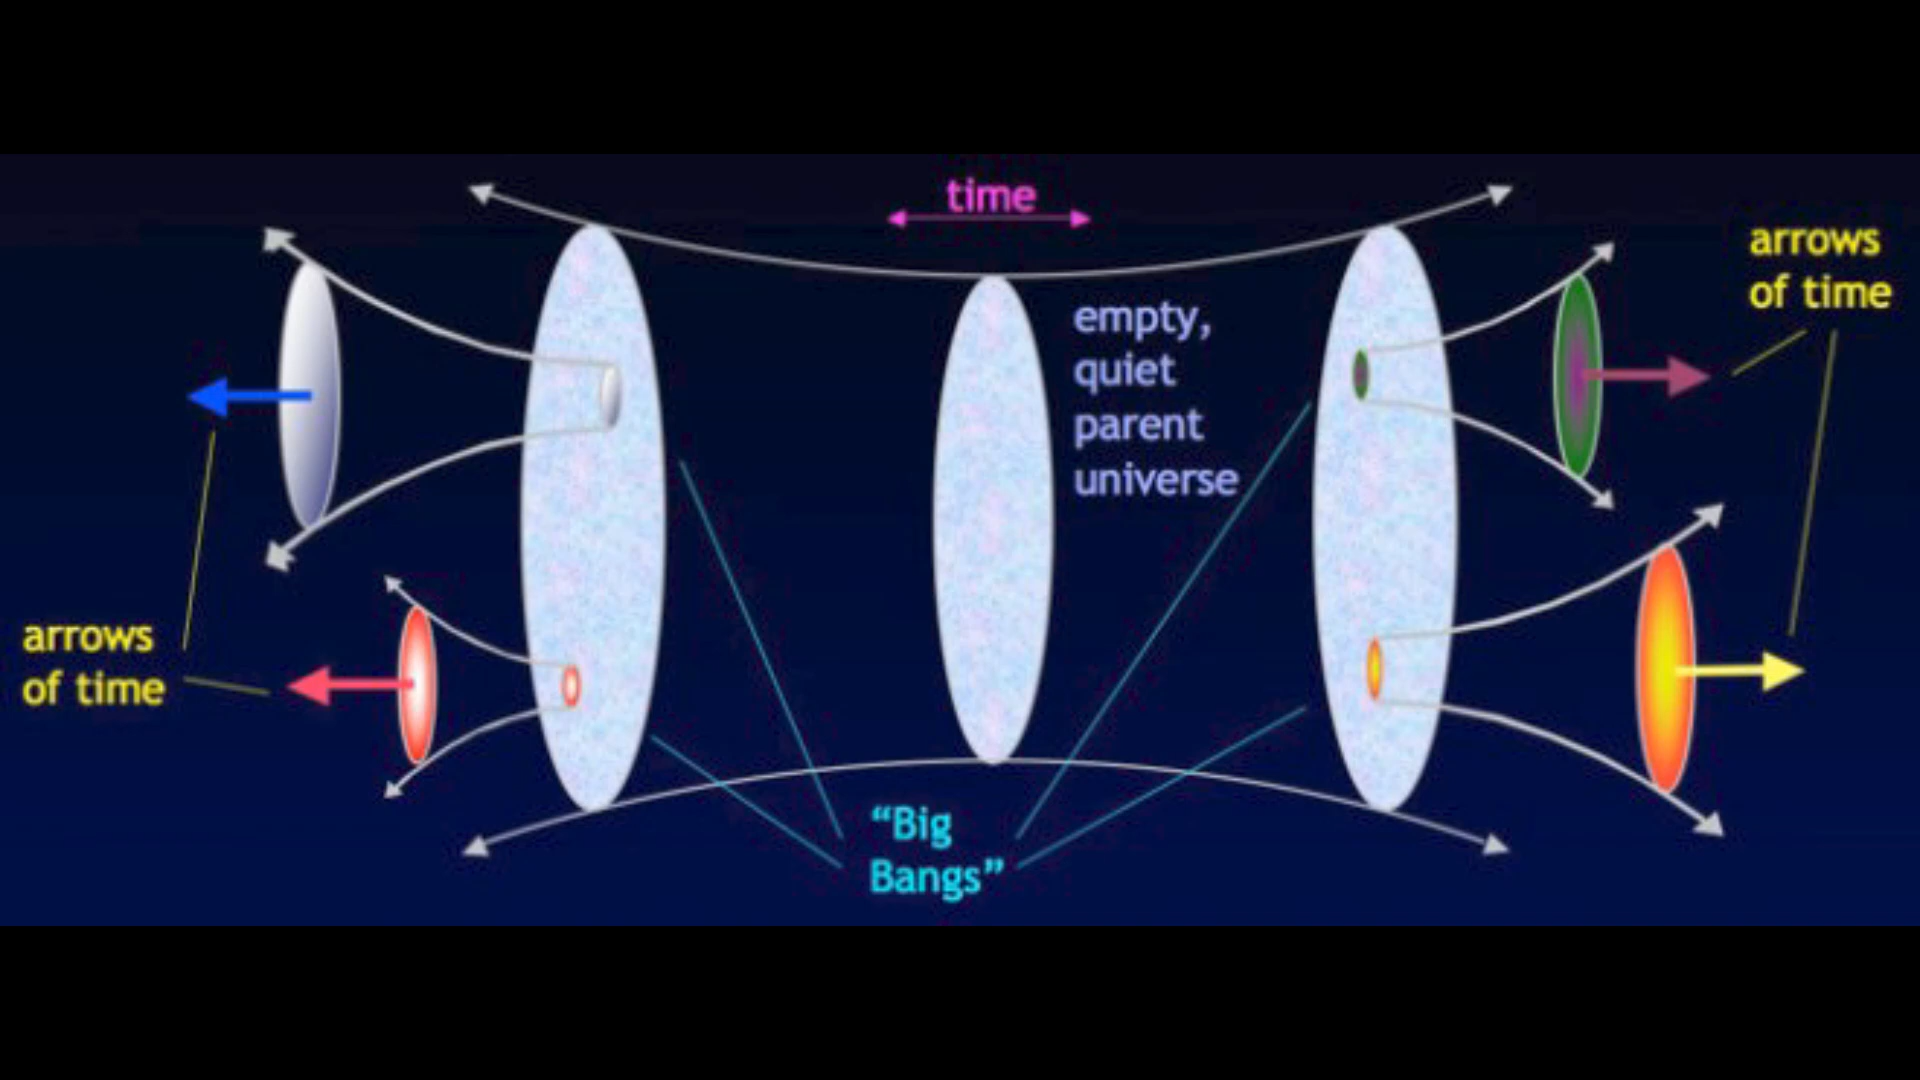 time
arrows
of time
empty,
quiet
parent
universe
arrows
of time
“Big
Bangs”